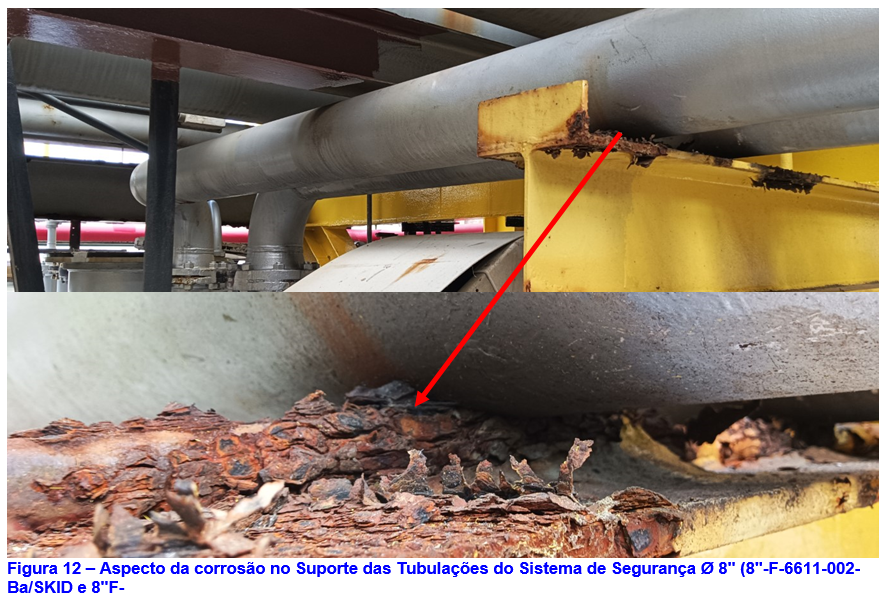 Figura 12 – Aspecto da corrosão no Suporte das Tubulações do Sistema de Segurança Ø 8" (8"-F-6611-002-
Ba/SKID e 8"F-